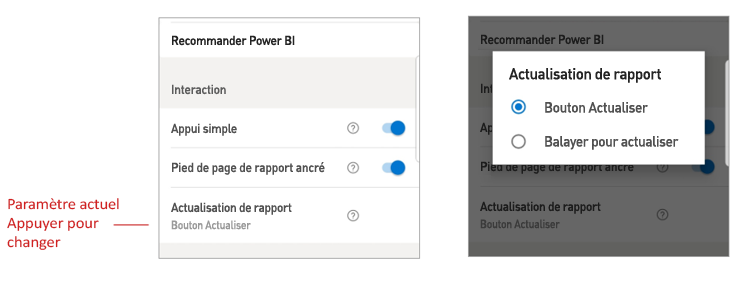 Recommander Power BI
Interaction
Appui simple
Pied de page de rapport ancré
Actualisation de rapport
Bouton Actualiser
Paramètre actuel
Appuyer pour
changer
Recommander Power BI
Int
Actualisation de rapport
Bouton Actualiser
Ap
Balayer pour actualiser
Pied de page de rapport ancré
Actualisation de rapport
Bouton Actualiser